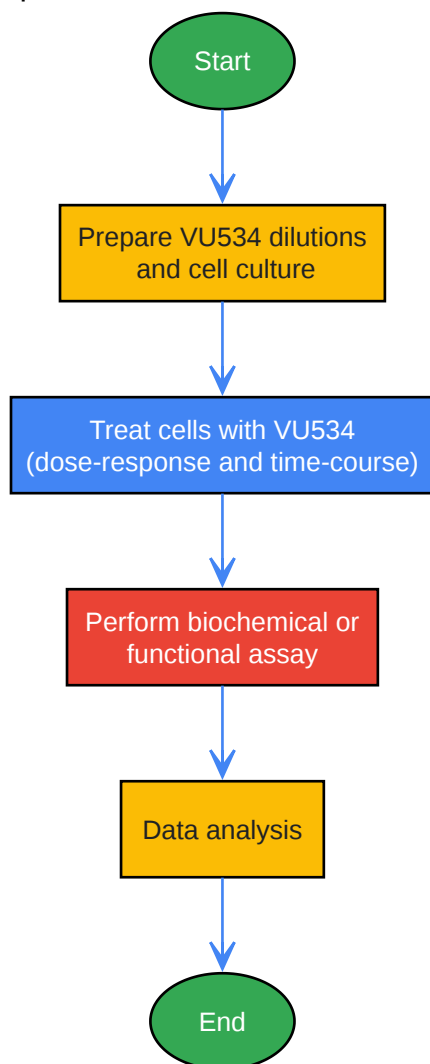 Start
Prepare VU534 dilutions
and cell culture
Treat cells with VU534
(dose-response and time-course)
Perform biochemical or
functional assay
Data analysis
End